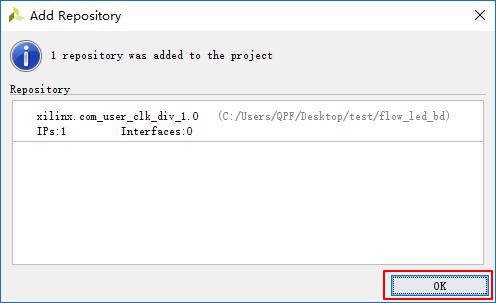 Add Repository
1 repository was added to the project
Repository
xilinx.com_user_clk_div_1.0 (C:/Users/QPF/Desktop/test/flow_led_bd)
IPs:1 Interfaces:0
OK